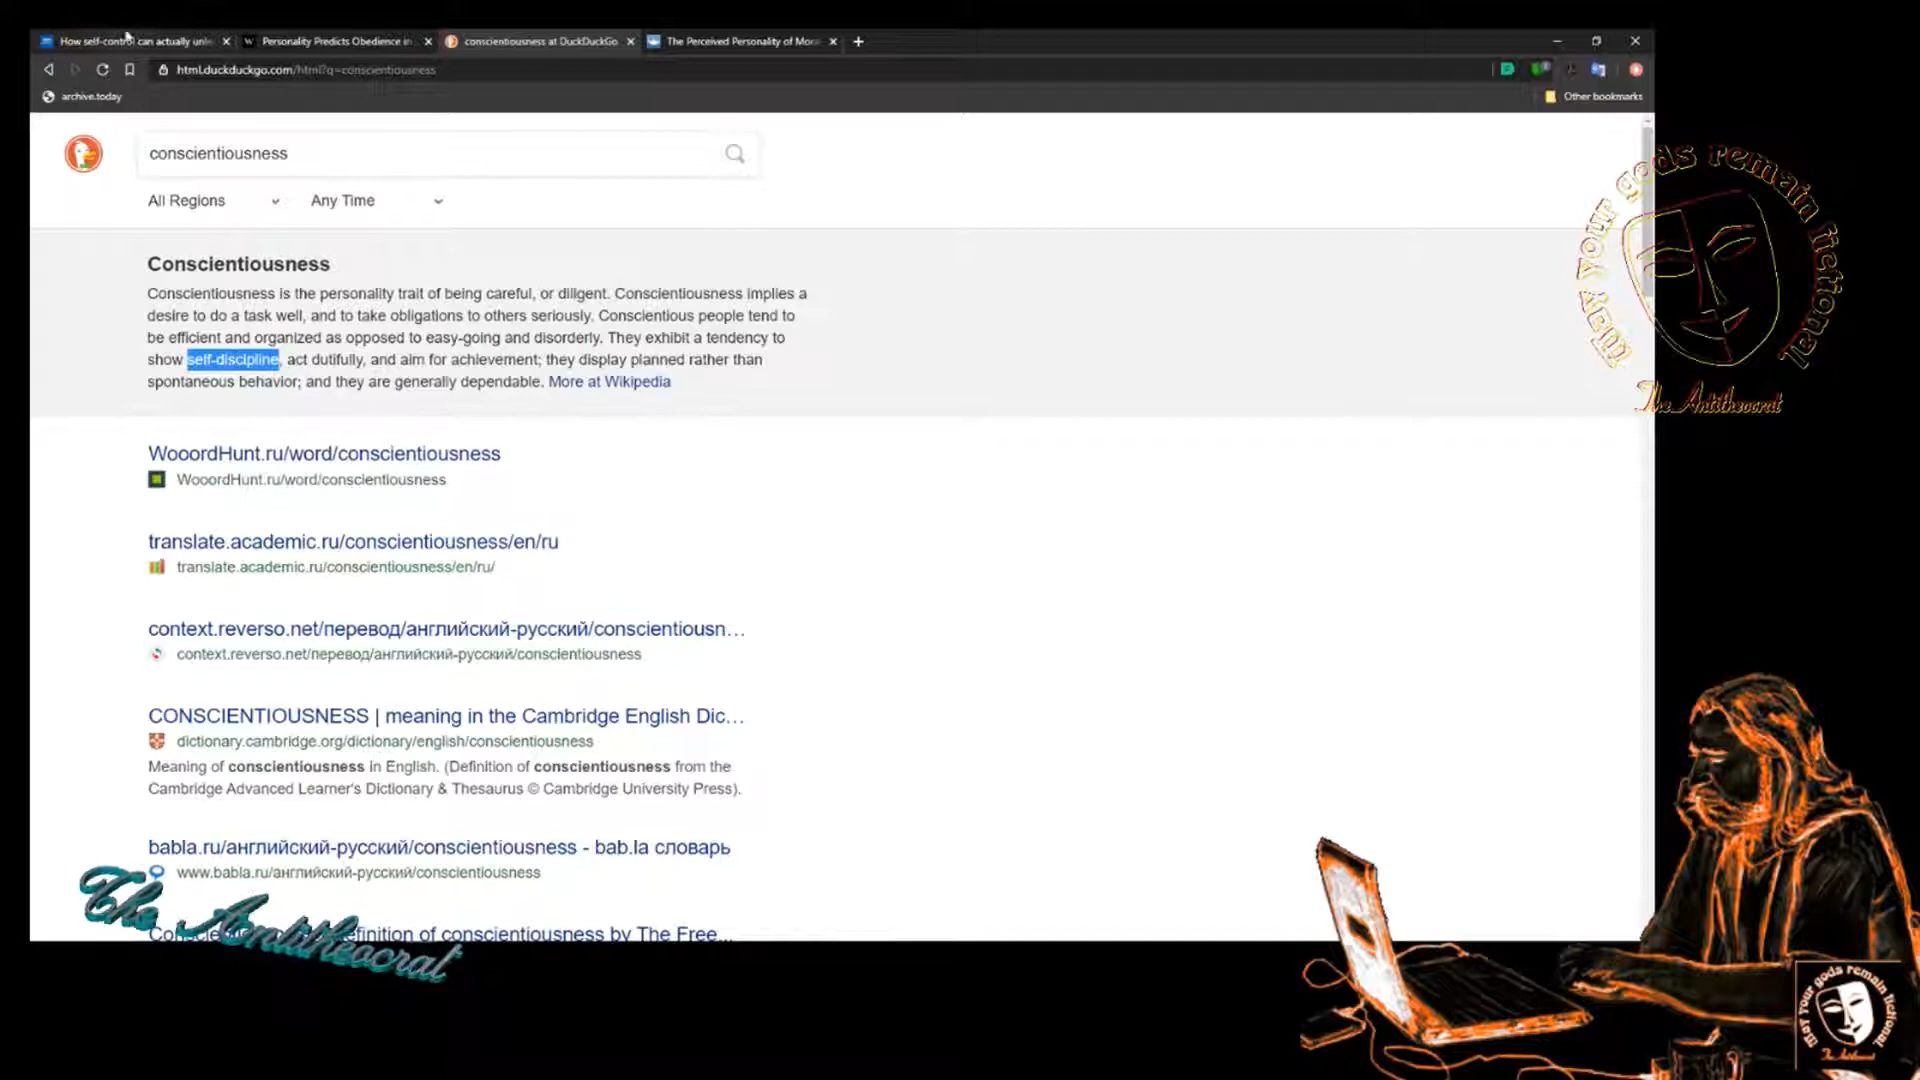 How self-control can actually unle
Personality Predicts Obedience in
conscientiousness at DuckDuckGo
The Perceived Personality of Mor
html.duckduckgo.com/html?q=conscientiousness
archive.today
Other bookmarks
conscientiousness
All Regions
Any Time
Conscientiousness
Conscientiousness is the personality trait of being careful, or diligent. Conscientiousness implies a
desire to do a task well, and to take obligations to others seriously. Conscientious people tend to
be efficient and organized as opposed to easy-going and disorderly. They exhibit a tendency to
show self-discipline, act dutifully, and aim for achievement; they display planned rather than
spontaneous behavior; and they are generally dependable. More at Wikipedia
WooordHunt.ru/word/conscientiousness
WooordHunt.ru/word/conscientiousness
translate.academic.ru/conscientiousness/en/ru
translate.academic.ru/conscientiousness/en/ru/
context.reverso.net/перевод/английский-русский/conscientiousn…
context.reverso.net/перевод/английский-русский/conscientiousness
CONSCIENTIOUSNESS | meaning in the Cambridge English Dic…
dictionary.cambridge.org/dictionary/english/conscientiousness
Meaning of conscientiousness in English. (Definition of conscientiousness from the
Cambridge Advanced Learner's Dictionary & Thesaurus © Cambridge University Press).
babla.ru/английский-русский/conscientiousness - bab.la словарь
www.babla.ru/английский-русский/conscientiousness
efinition of conscientiousness by The Free...
The Antitheocrat
May your gods remain fictional
The Antitheocrat
May your gods remain fictional
The Antitheocrat